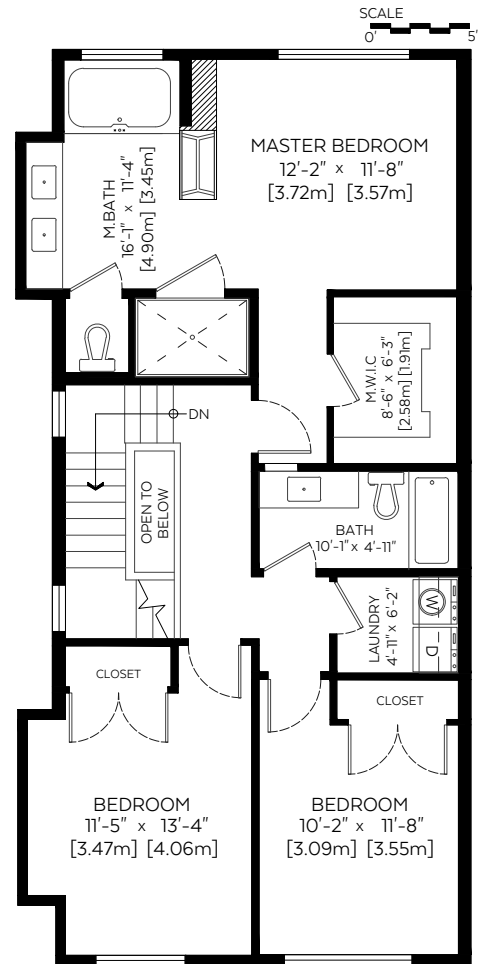 SCALE
0' 5'
MASTER BEDROOM
12'-2" x 11'-8"
[3.72m] [3.57m]
M.BATH
16'-1" x 11'-4"
[4.90m] [3.45m]
M.W.I.C
8'-6" x 6'-3"
[2.58m] [1.91m]
DN
OPEN TO
BELOW
BATH
10'-1" x 4'-11"
LAUNDRY
4'-11" x 6'-2"
W
D
CLOSET
CLOSET
BEDROOM
11'-5" x 13'-4"
[3.47m] [4.06m]
BEDROOM
10'-2" x 11'-8"
[3.09m] [3.55m]